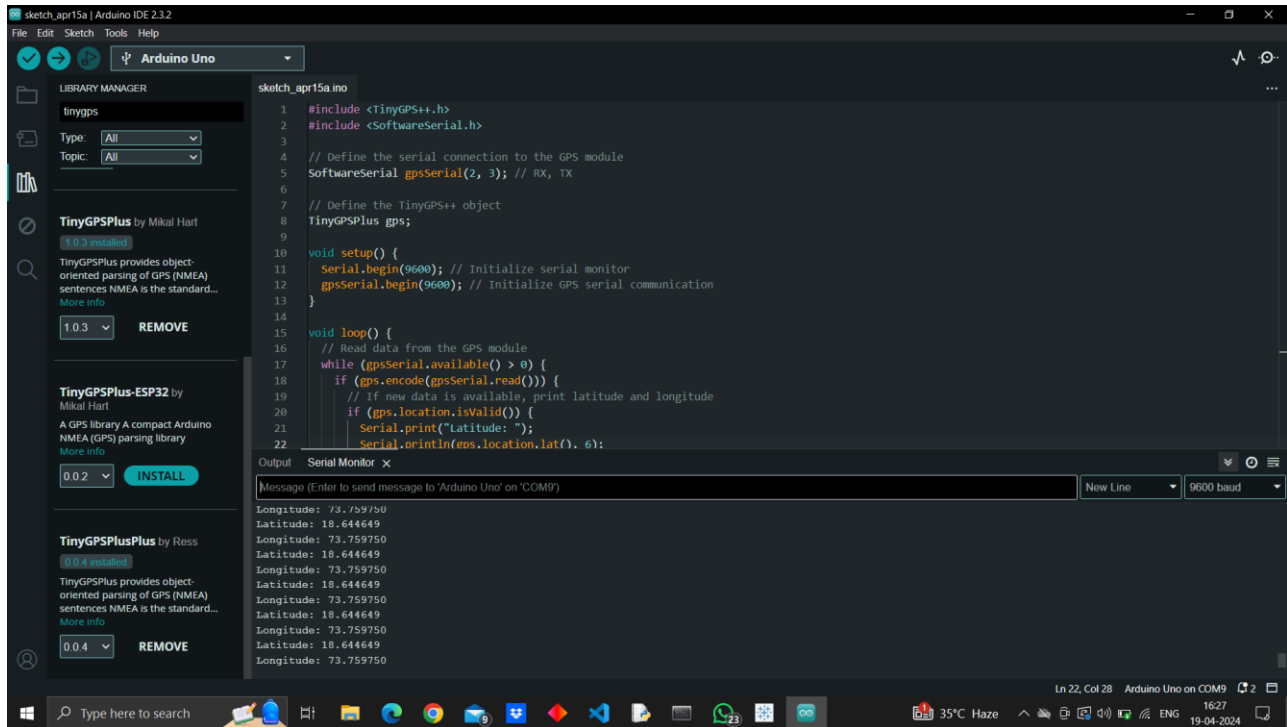 sketch_apr15a | Arduino IDE 2.3.2
File Edit Sketch Tools Help
Arduino Uno
LIBRARY MANAGER
tinygps
Type: All
Topic: All
TinyGPSPlus by Mikal Hart
1.0.3 installed
TinyGPSPlus provides object-
oriented parsing of GPS (NMEA)
sentences NMEA is the standard...
More info
1.0.3 REMOVE
TinyGPSPlus-ESP32 by
Mikal Hart
A GPS library A compact Arduino
NMEA (GPS) parsing library
More info
0.0.2 INSTALL
TinyGPSPlusPlus by Ress
0.0.4 installed
TinyGPSPlus provides object-
oriented parsing of GPS (NMEA)
sentences NMEA is the standard...
More info
0.0.4 REMOVE
sketch_apr15a.ino
1 #include <TinyGPS++.h>
2 #include <SoftwareSerial.h>
3
4 // Define the serial connection to the GPS module
5 SoftwareSerial gpsSerial(2, 3); // RX, TX
6
7 // Define the TinyGPS++ object
8 TinyGPSPlus gps;
9
10 void setup() {
11 Serial.begin(9600); // Initialize serial monitor
12 gpsSerial.begin(9600); // Initialize GPS serial communication
13 }
14
15 void loop() {
16 // Read data from the GPS module
17 while (gpsSerial.available() > 0) {
18 if (gps.encode(gpsSerial.read())) {
19 // If new data is available, print latitude and longitude
20 if (gps.location.isValid()) {
21 Serial.print("Latitude: ");
22 Serial.println(gps.location.lat(), 6);
Output Serial Monitor
Message (Enter to send message to 'Arduino Uno' on 'COM9')
New Line 9600 baud
Longitude: 73.759750
Latitude: 18.644649
Longitude: 73.759750
Latitude: 18.644649
Longitude: 73.759750
Latitude: 18.644649
Longitude: 73.759750
Latitude: 18.644649
Longitude: 73.759750
Latitude: 18.644649
Longitude: 73.759750
Ln 22, Col 28 Arduino Uno on COM9 2
Type here to search
9
23
35°C Haze
ENG
16:27
19-04-2024